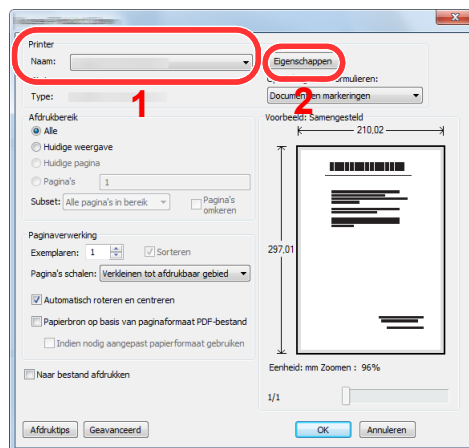 Printer
Naam:
Eigenschappen
1
2
Type:
Documenten markeringen
Afdrukbereik
Alle
Huidige weergave
Huidige pagina
Pagina's 1
Subset: Alle pagina's in bereik
Pagina's omkeren
Voorbeeld: Samengesteld
210,02
297,01
Paginaverwerking
Exemplaren: 1 Sorteren
Pagina's schalen: Verkleinen tot afdrukbaar gebied
Automatisch roteren en centreren
Papierbron op basis van paginaformaat PDF-bestand
Indien nodig aangepast papierformaat gebruiken
Naar bestand afdrukken
Eenheid: mm Zoomen : 96%
1/1
Afdruktips Geavanceerd OK Annuleren